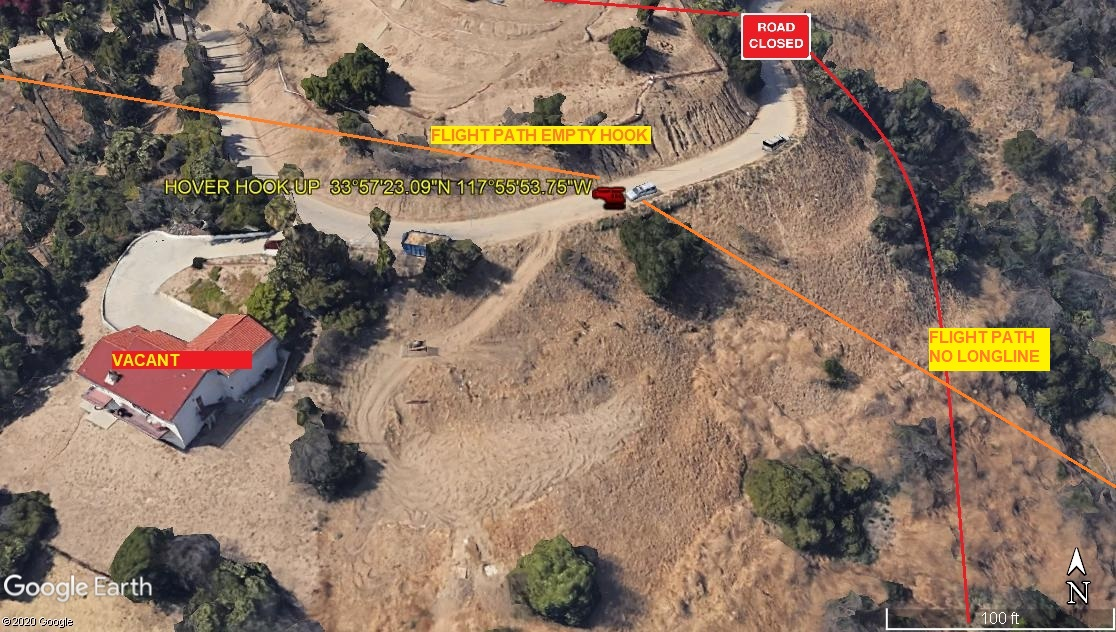 ROAD
CLOSED
FLIGHT PATH EMPTY HOOK
HOVER HOOK UP  33°57'23.09"N 117°55'53.75"W
FLIGHT PATH
NO LONGLINE
VACANT
Google Earth
©2020 Google
N
100 ft